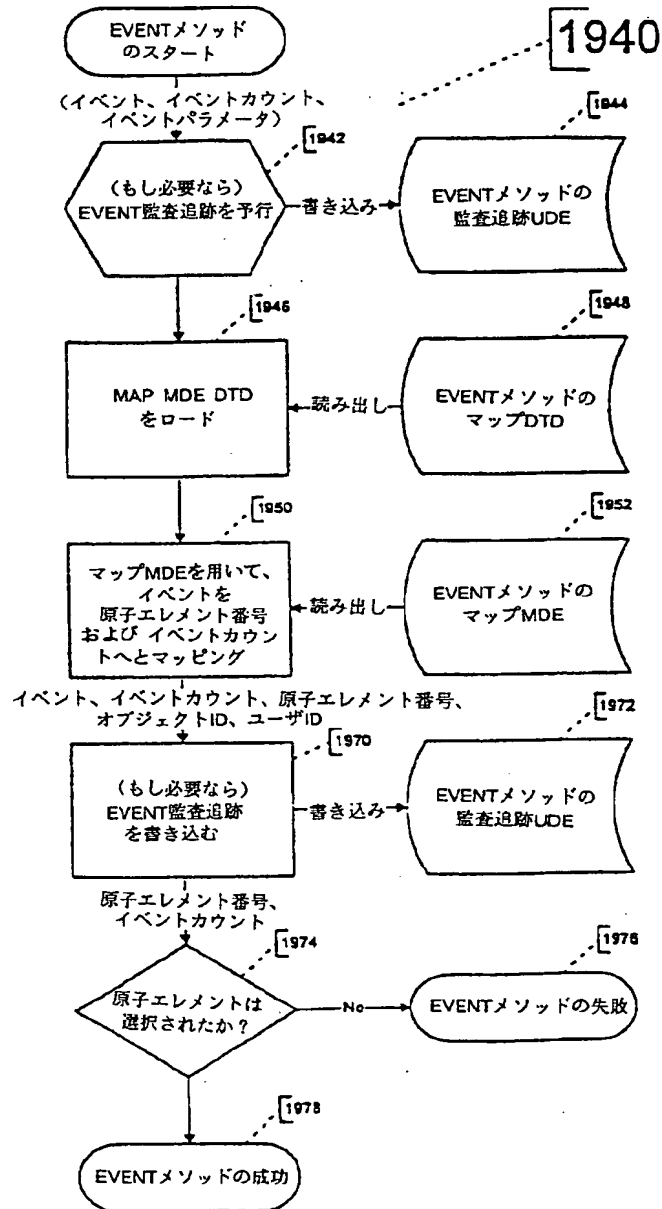 EVENTメソッド
のスタート
1940
(イベント、イベントカウント、
イベントパラメータ)
1942
1944
(もし必要なら)
EVENT監査追跡を予行
書き込み
EVENTメソッドの
監査追跡UDE
1946
1948
MAP MDE DTD
をロード
読み出し
EVENTメソッドの
マップDTD
1950
1952
マップMDEを用いて、
イベントを
原子エレメント番号
および イベントカウン
トへとマッピング
読み出し
EVENTメソッドの
マップMDE
イベント、イベントカウント、原子エレメント番号、
オブジェクトID、ユーザID
1970
1972
(もし必要なら)
EVENT監査追跡
を書き込む
書き込み
EVENTメソッドの
監査追跡UDE
原子エレメント番号、
イベントカウント
1974
1976
原子エレメントは
選択されたか?
No
EVENTメソッドの失敗
1978
EVENTメソッドの成功